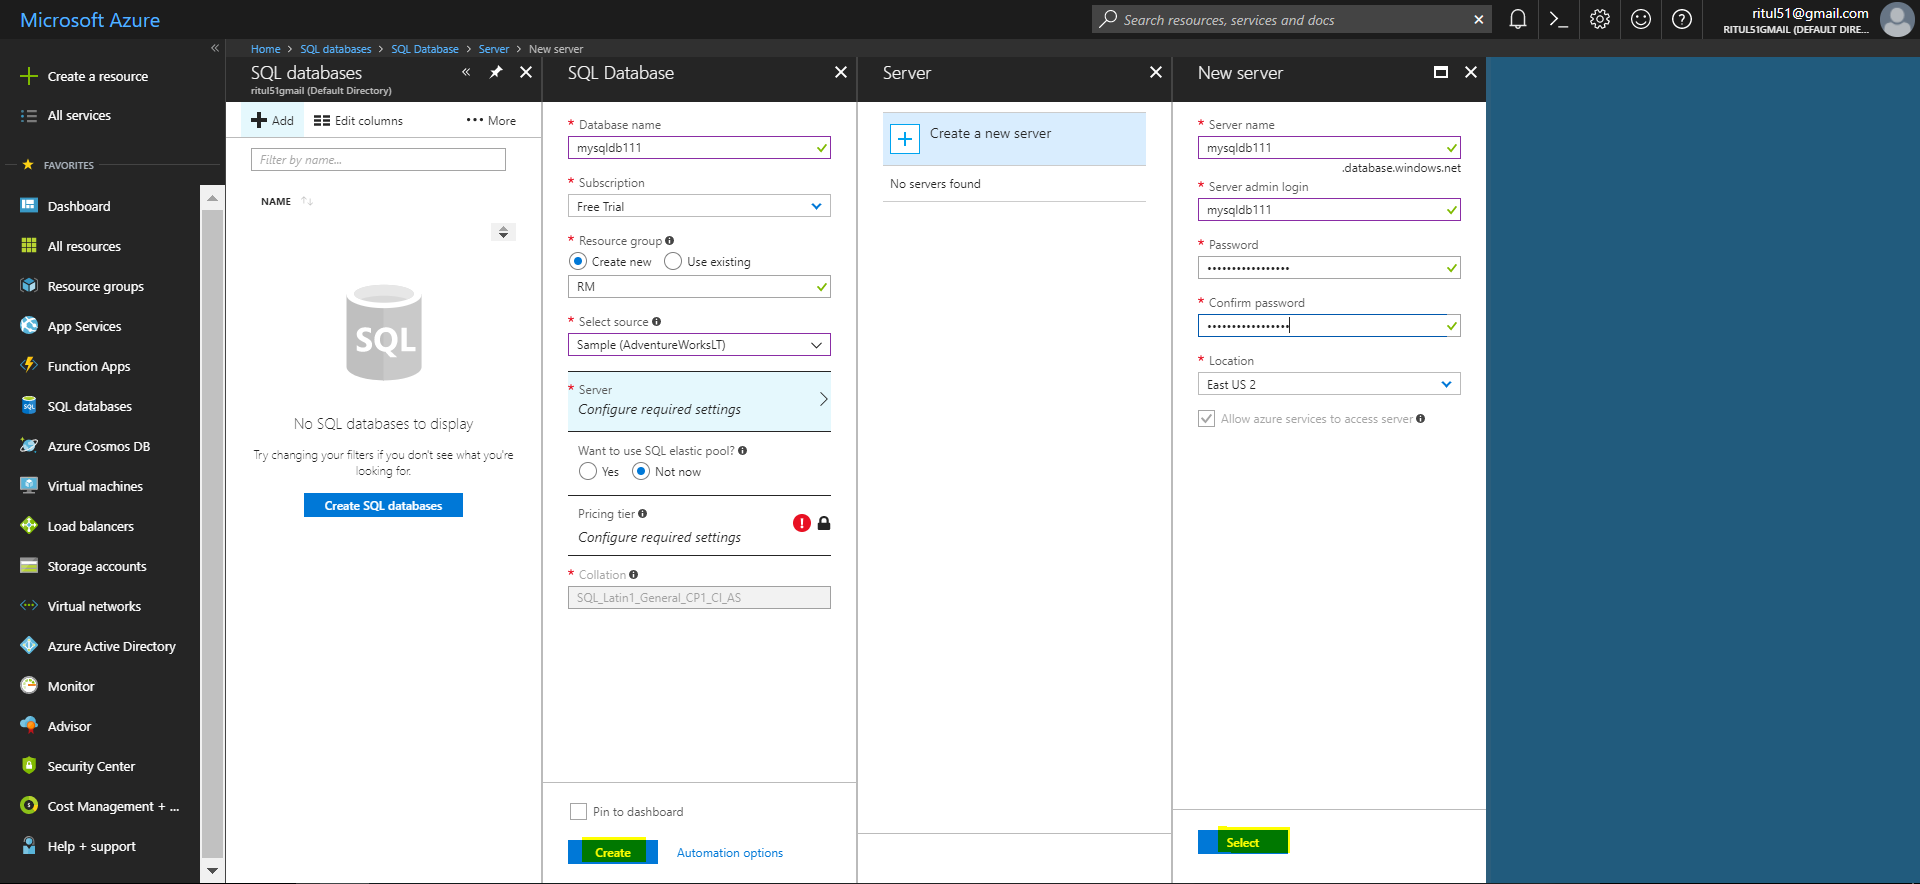 Microsoft Azure
Search resources, services and docs
ritul51@gmail.com
RITUL51GMAIL (DEFAULT DIRE...
Home > SQL databases > SQL Database > Server > New server
Create a resource
All services
FAVORITES
Dashboard
All resources
Resource groups
App Services
Function Apps
SQL databases
Azure Cosmos DB
Virtual machines
Load balancers
Storage accounts
Virtual networks
Azure Active Directory
Monitor
Advisor
Security Center
Cost Management + ...
Help + support
SQL databases
ritul51gmail (Default Directory)
Add
Edit columns
More
Filter by name...
NAME
SQL
No SQL databases to display
Try changing your filters if you don't see what you're
looking for.
Create SQL databases
SQL Database
* Database name
mysqldb111
* Subscription
Free Trial
* Resource group
Create new
Use existing
RM
* Select source
Sample (AdventureWorksLT)
* Server
Configure required settings
Want to use SQL elastic pool?
Yes
Not now
Pricing tier
Configure required settings
* Collation
SQL_Latin1_General_CP1_CI_AS
Pin to dashboard
Create
Automation options
Server
Create a new server
No servers found
New server
* Server name
mysqldb111
.database.windows.net
* Server admin login
mysqldb111
* Password
•••••••••••••••••
* Confirm password
•••••••••••••••••
* Location
East US 2
Allow azure services to access server
Select